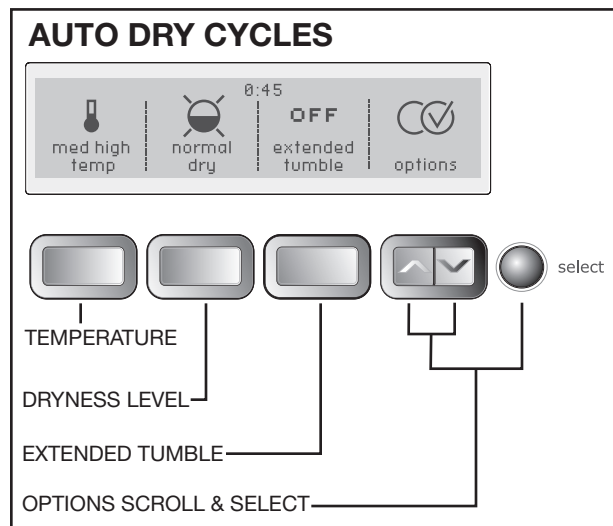 AUTO DRY CYCLES
0:45
OFF
med high
temp
normal
dry
extended
tumble
options
select
TEMPERATURE
DRYNESS LEVEL
EXTENDED TUMBLE
OPTIONS SCROLL & SELECT